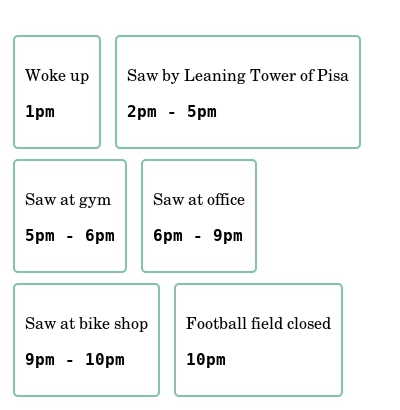 Woke up
1pm
Saw by Leaning Tower of Pisa
2pm - 5pm
Saw at gym
5pm - 6pm
Saw at office
6pm - 9pm
Saw at bike shop
9pm - 10pm
Football field closed
10pm